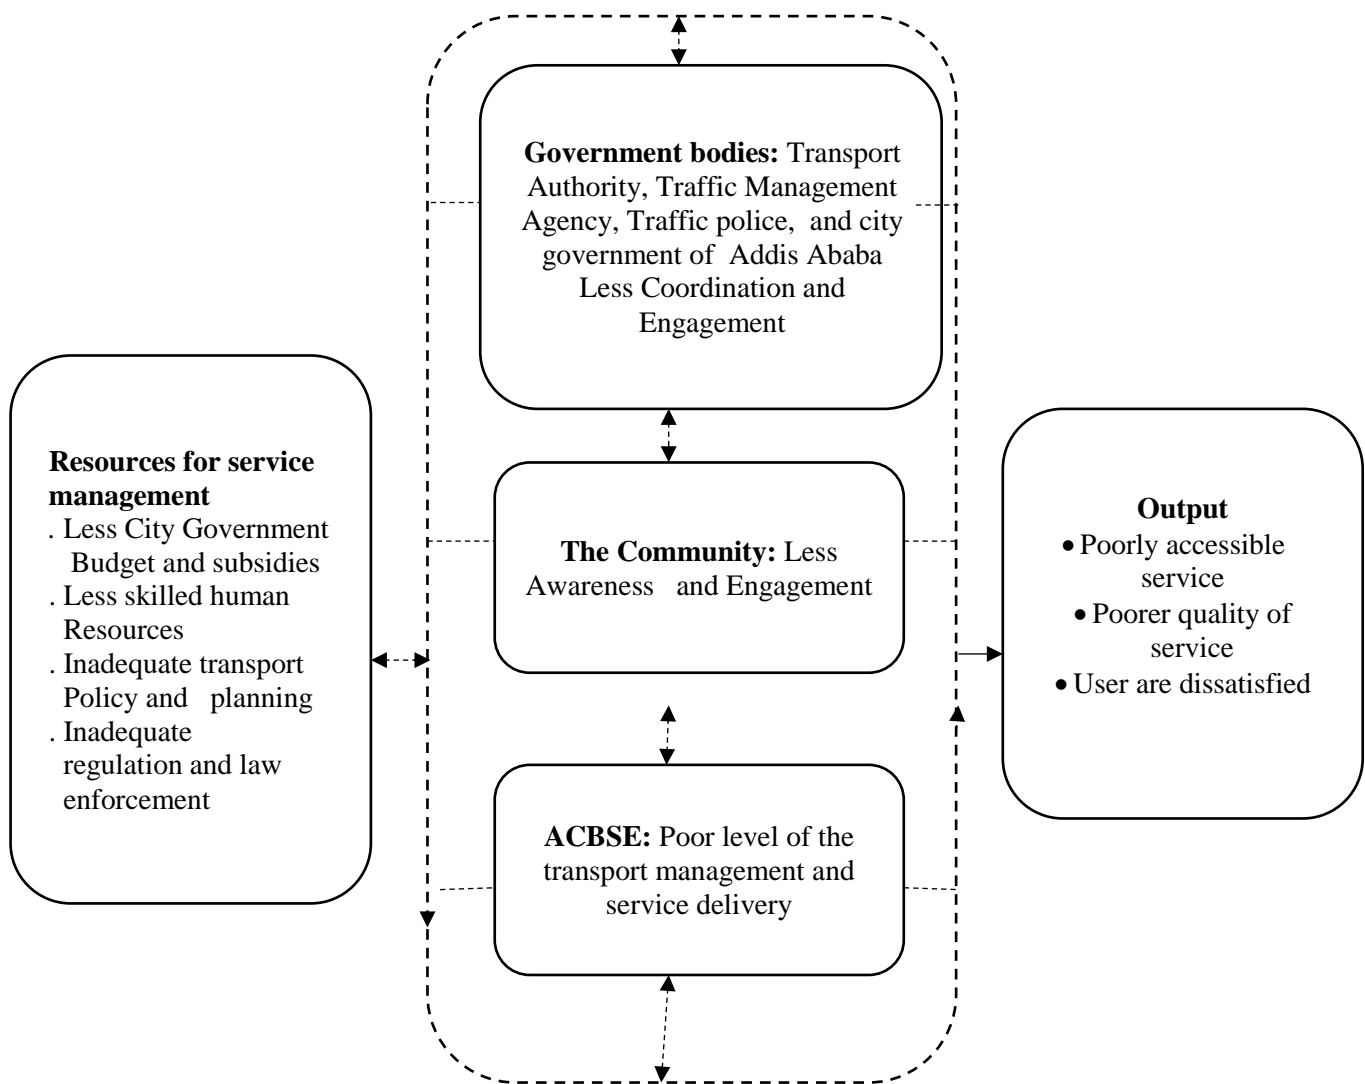 Government bodies: Transport
Authority, Traffic Management
Agency, Traffic police, and city
government of Addis Ababa
Less Coordination and
Engagement
Resources for service
management
. Less City Government
Budget and subsidies
. Less skilled human
Resources
. Inadequate transport
Policy and planning
. Inadequate
regulation and law
enforcement
The Community: Less
Awareness and Engagement
ACBSE: Poor level of the
transport management and
service delivery
Output
• Poorly accessible
service
• Poorer quality of
service
• User are dissatisfied